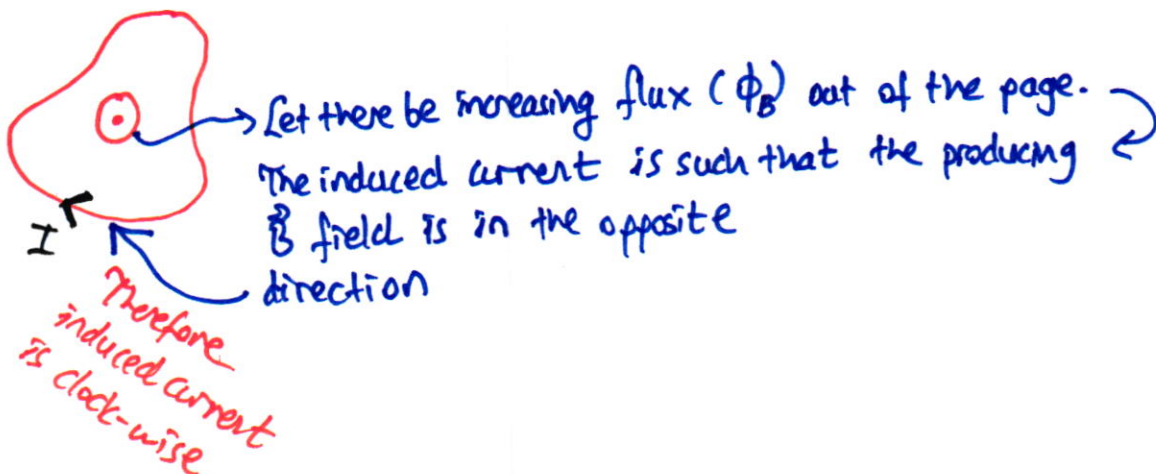 Let there be increasing flux (ϕB) out of the page.
The induced current is such that the producing
B field is in the opposite
direction
I
Therefore
induced current
is clock-wise